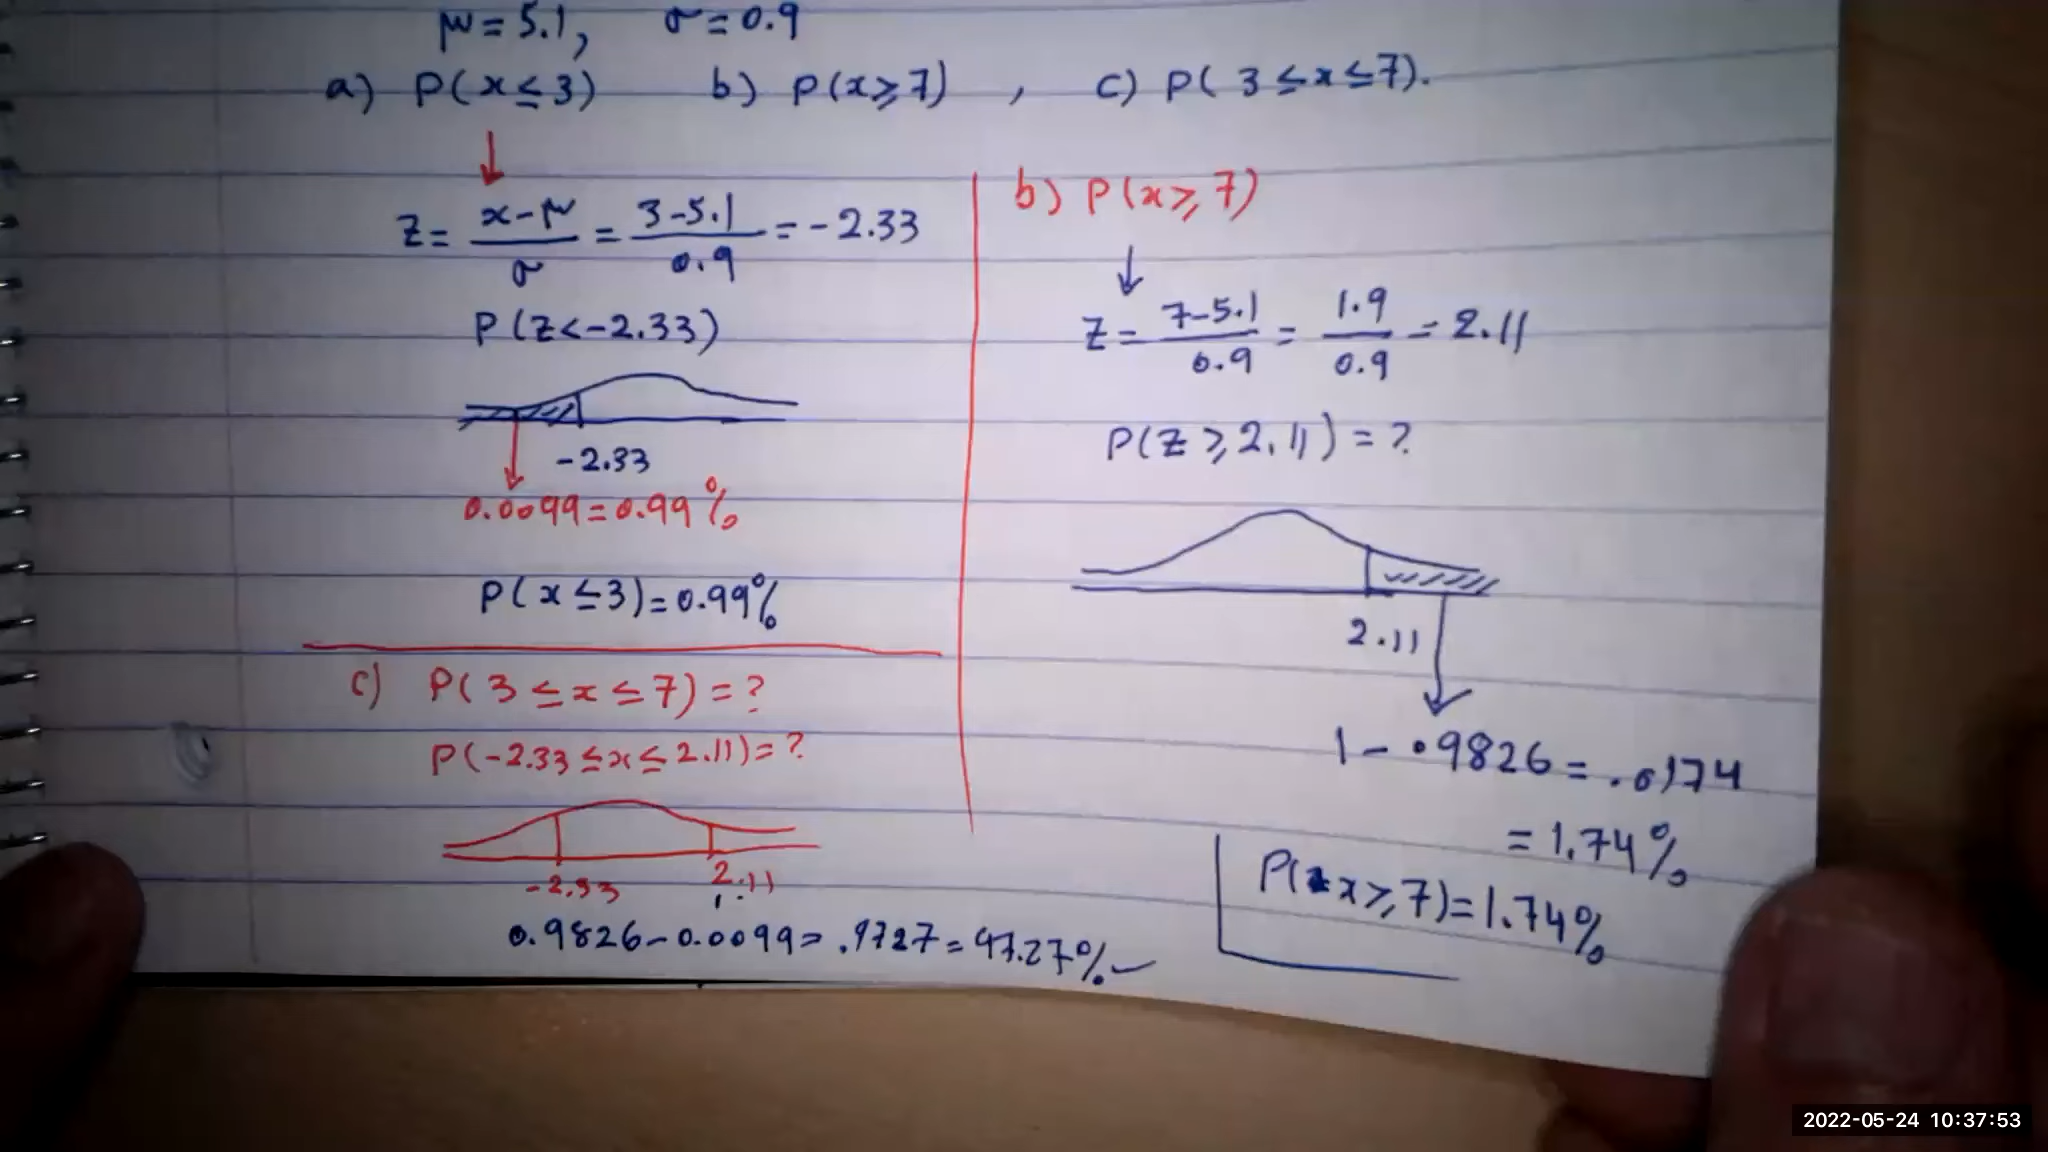 μ = 5.1, σ = 0.9
a) P(x ≤ 3) b) P(x ≥ 7) , c) P( 3 ≤ x ≤ 7).
Z = (x - μ)/σ = (3 - 5.1)/0.9 = - 2.33
P(Z < -2.33)
-2.33
0.0099 = 0.99%
P(x ≤ 3) = 0.99%
c) P( 3 ≤ x ≤ 7) = ?
P(-2.33 ≤ x ≤ 2.11) = ?
-2.33 2.11
0.9826 - 0.0099 = .9727 = 97.27%
b) P(x ≥ 7)
Z = (7 - 5.1)/0.9 = 1.9/0.9 = 2.11
P(Z ≥ 2.11) = ?
2.11
1 - .9826 = .0174
= 1.74%
P(x ≥ 7) = 1.74%
2022-05-24 10:37:53